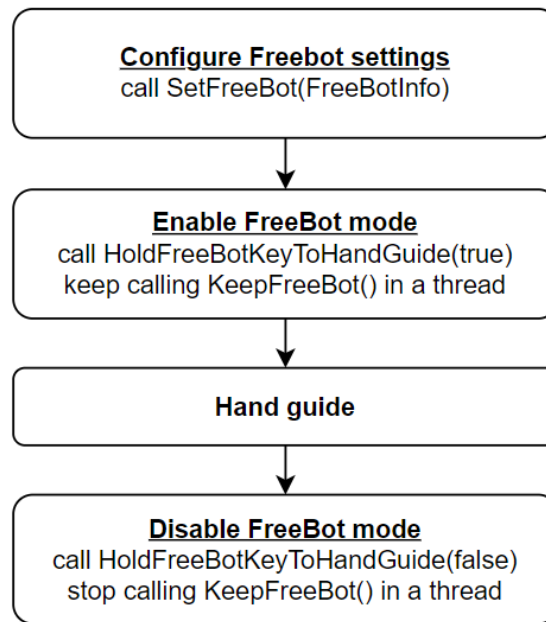 Configure Freebot settings
call SetFreeBot(FreeBotInfo)
Enable FreeBot mode
call HoldFreeBotKeyToHandGuide(true)
keep calling KeepFreeBot() in a thread
Hand guide
Disable FreeBot mode
call HoldFreeBotKeyToHandGuide(false)
stop calling KeepFreeBot() in a thread